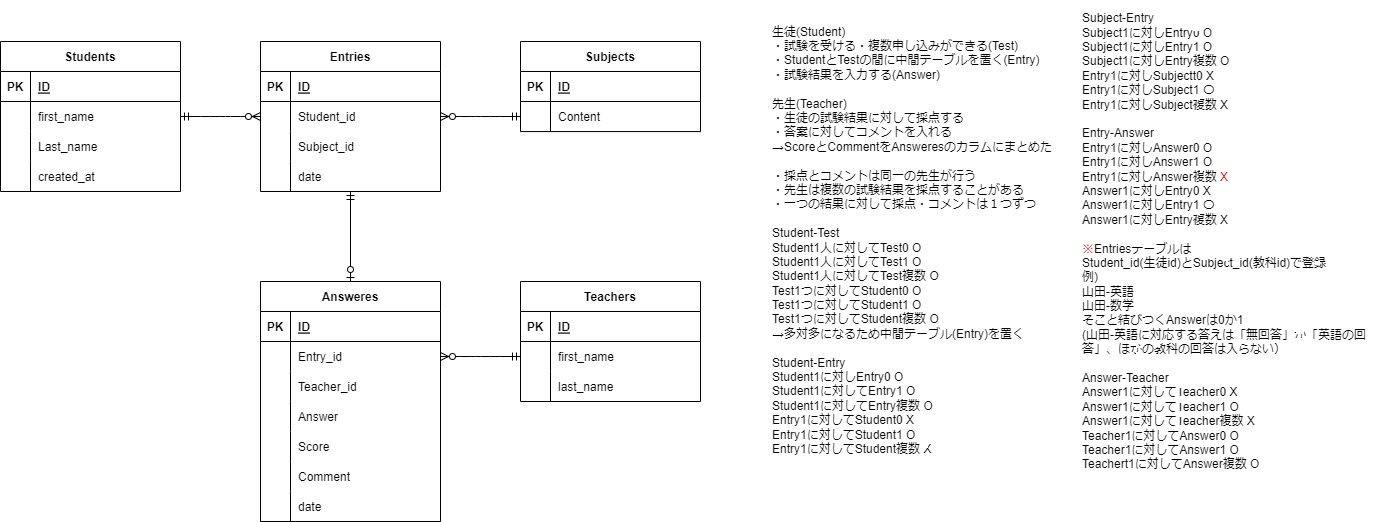 Students
PK ID
first_name
Last_name
created_at
Entries
PK ID
Student_id
Subject_id
date
Subjects
PK ID
Content
Answeres
PK ID
Entry_id
Teacher_id
Answer
Score
Comment
date
Teachers
PK ID
first_name
last_name
生徒(Student)
・試験を受ける・複数申し込みができる(Test)
・StudentとTestの間に中間テーブルを置く(Entry)
・試験結果を入力する(Answer)
先生(Teacher)
・生徒の試験結果に対して採点する
・答案に対してコメントを入れる
→ScoreとCommentをAnsweresのカラムにまとめた
・採点とコメントは同一の先生が行う
・先生は複数の試験結果を採点することがある
・一つの結果に対して採点・コメントは１つずつ
Student-Test
Student1人に対してTest0 O
Student1人に対してTest1 O
Student1人に対してTest複数 O
Test1つに対してStudent0 O
Test1つに対してStudent1 O
Test1つに対してStudent複数 O
→多対多になるため中間テーブル(Entry)を置く
Student-Entry
Student1に対しEntry0 O
Student1に対してEntry1 O
Student1に対してEntry複数 O
Entry1に対してStudent0 X
Entry1に対してStudent1 O
Entry1に対してStudent複数 X
Subject-Entry
Subject1に対しEntry0 O
Subject1に対しEntry1 O
Subject1に対しEntry複数 O
Entry1に対しSubjectt0 X
Entry1に対しSubject1 O
Entry1に対しSubject複数 X
Entry-Answer
Entry1に対しAnswer0 O
Entry1に対しAnswer1 O
Entry1に対しAnswer複数 X
Answer1に対しEntry0 X
Answer1に対しEntry1 O
Answer1に対しEntry複数 X
※Entriesテーブルは
Student_id(生徒id)とSubject_id(教科id)で登録
例)
山田-英語
山田-数学
そこと結びつくAnswerは0か1
(山田-英語に対応する答えは「無回答」か「英語の回
答」、ほかの教科の回答は入らない）
Answer-Teacher
Answer1に対してTeacher0 X
Answer1に対してTeacher1 O
Answer1に対してTeacher複数 X
Teacher1に対してAnswer0 O
Teacher1に対してAnswer1 O
Teachert1に対してAnswer複数 O